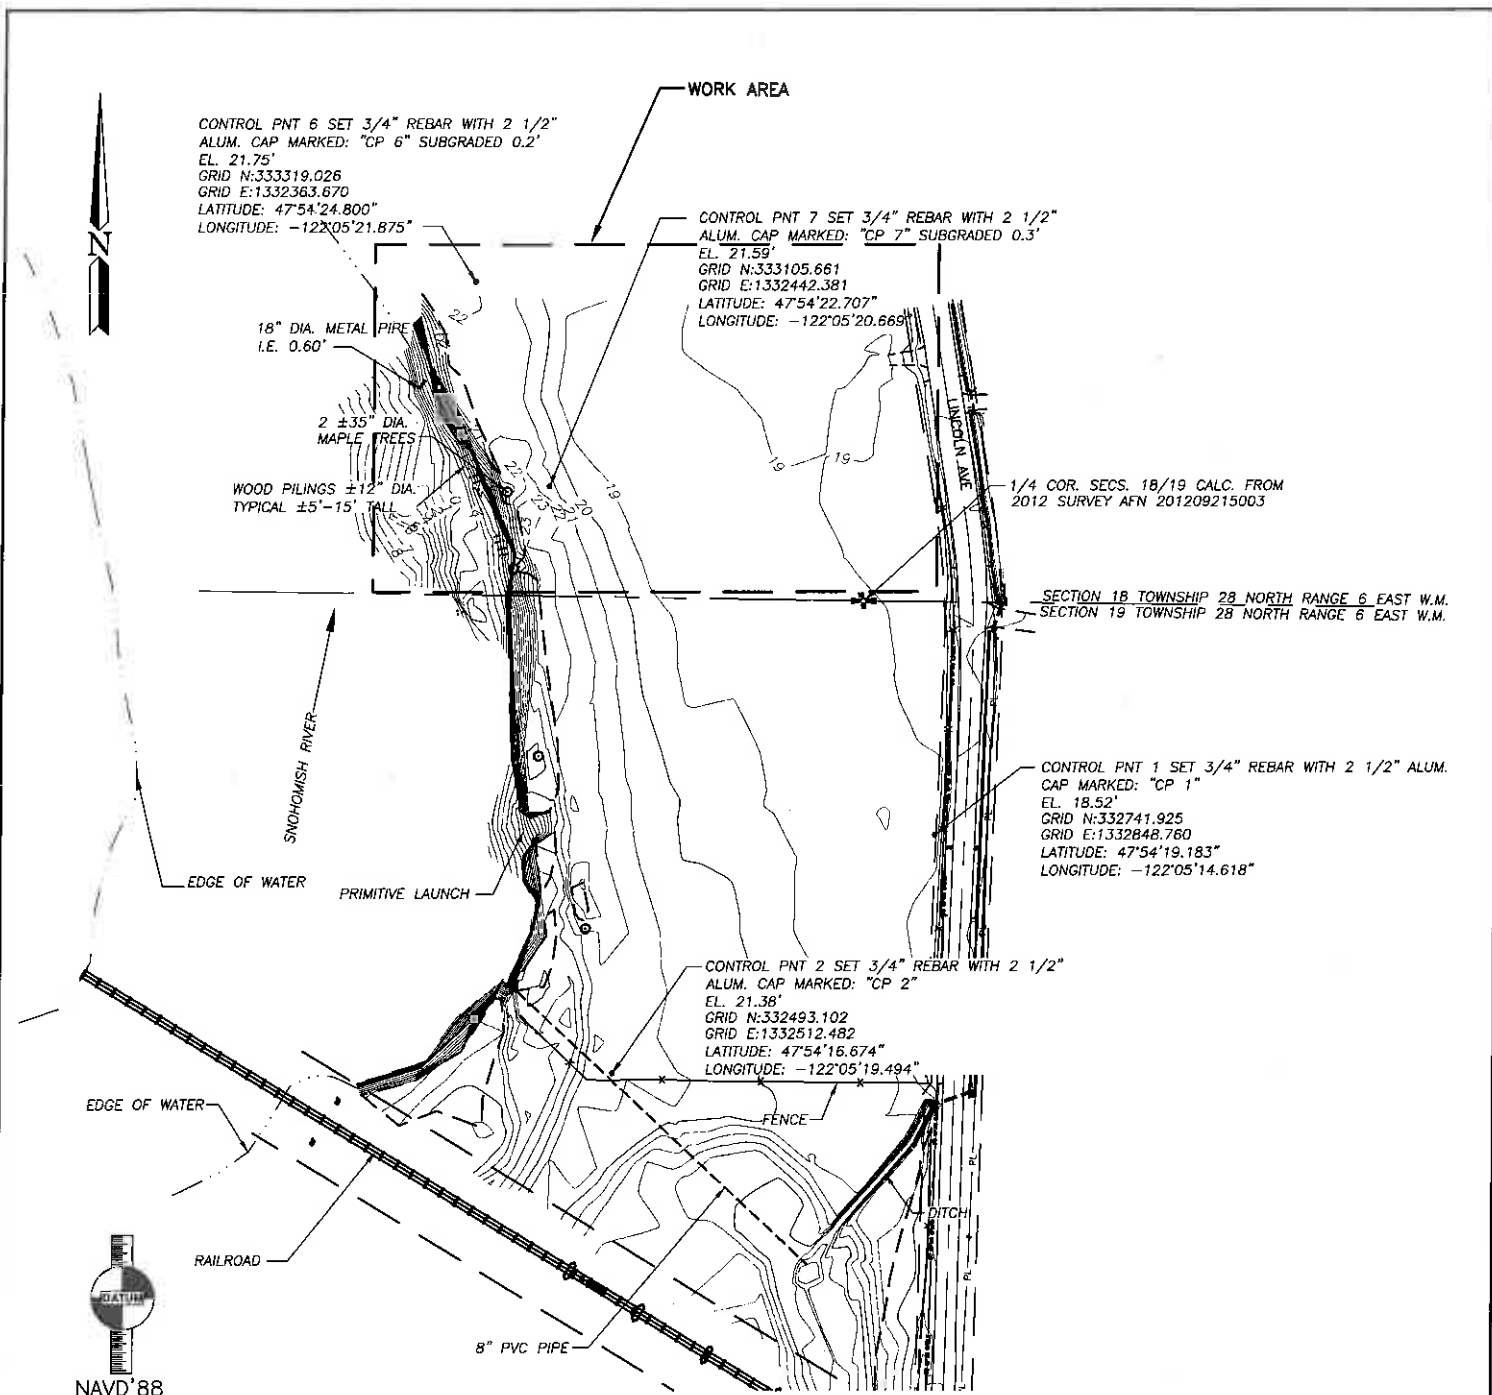 WORK AREA
CONTROL PNT 6 SET 3/4" REBAR WITH 2 1/2"
ALUM. CAP MARKED: "CP 6" SUBGRADED 0.2'
EL. 21.75'
GRID N:333319.026
GRID E:1332363.670
LATITUDE: 47°54'24.800"
LONGITUDE: -122°05'21.875"
N
CONTROL PNT 7 SET 3/4" REBAR WITH 2 1/2"
ALUM. CAP MARKED: "CP 7" SUBGRADED 0.3'
EL. 21.59'
GRID N:333105.661
GRID E:1332442.381
LATITUDE: 47°54'22.707"
LONGITUDE: -122°05'20.669"
22
20
18" DIA. METAL PIPE
I.E. 0.60'
2 ±35" DIA.
MAPLE TREES
WOOD PILINGS ±12" DIA.
TYPICAL ±5'-15' TALL
22
23
20
19
19
19
23
LINCOLN AVE
1/4 COR. SECS. 18/19 CALC. FROM
2012 SURVEY AFN 201209215003
SECTION 18 TOWNSHIP 28 NORTH RANGE 6 EAST W.M.
SECTION 19 TOWNSHIP 28 NORTH RANGE 6 EAST W.M.
SNOHOMISH RIVER
PL
CONTROL PNT 1 SET 3/4" REBAR WITH 2 1/2" ALUM.
CAP MARKED: "CP 1"
EL. 18.52'
GRID N:332741.925
GRID E:1332848.760
LATITUDE: 47°54'19.183"
LONGITUDE: -122°05'14.618"
PL
EDGE OF WATER
PRIMITIVE LAUNCH
CONTROL PNT 2 SET 3/4" REBAR WITH 2 1/2"
ALUM. CAP MARKED: "CP 2"
EL. 21.38'
GRID N:332493.102
GRID E:1332512.482
LATITUDE: 47°54'16.674"
LONGITUDE: -122°05'19.494"
EDGE OF WATER
FENCE
PL
DITCH
RAILROAD
PL
DATUM
8" PVC PIPE
NAVD'88